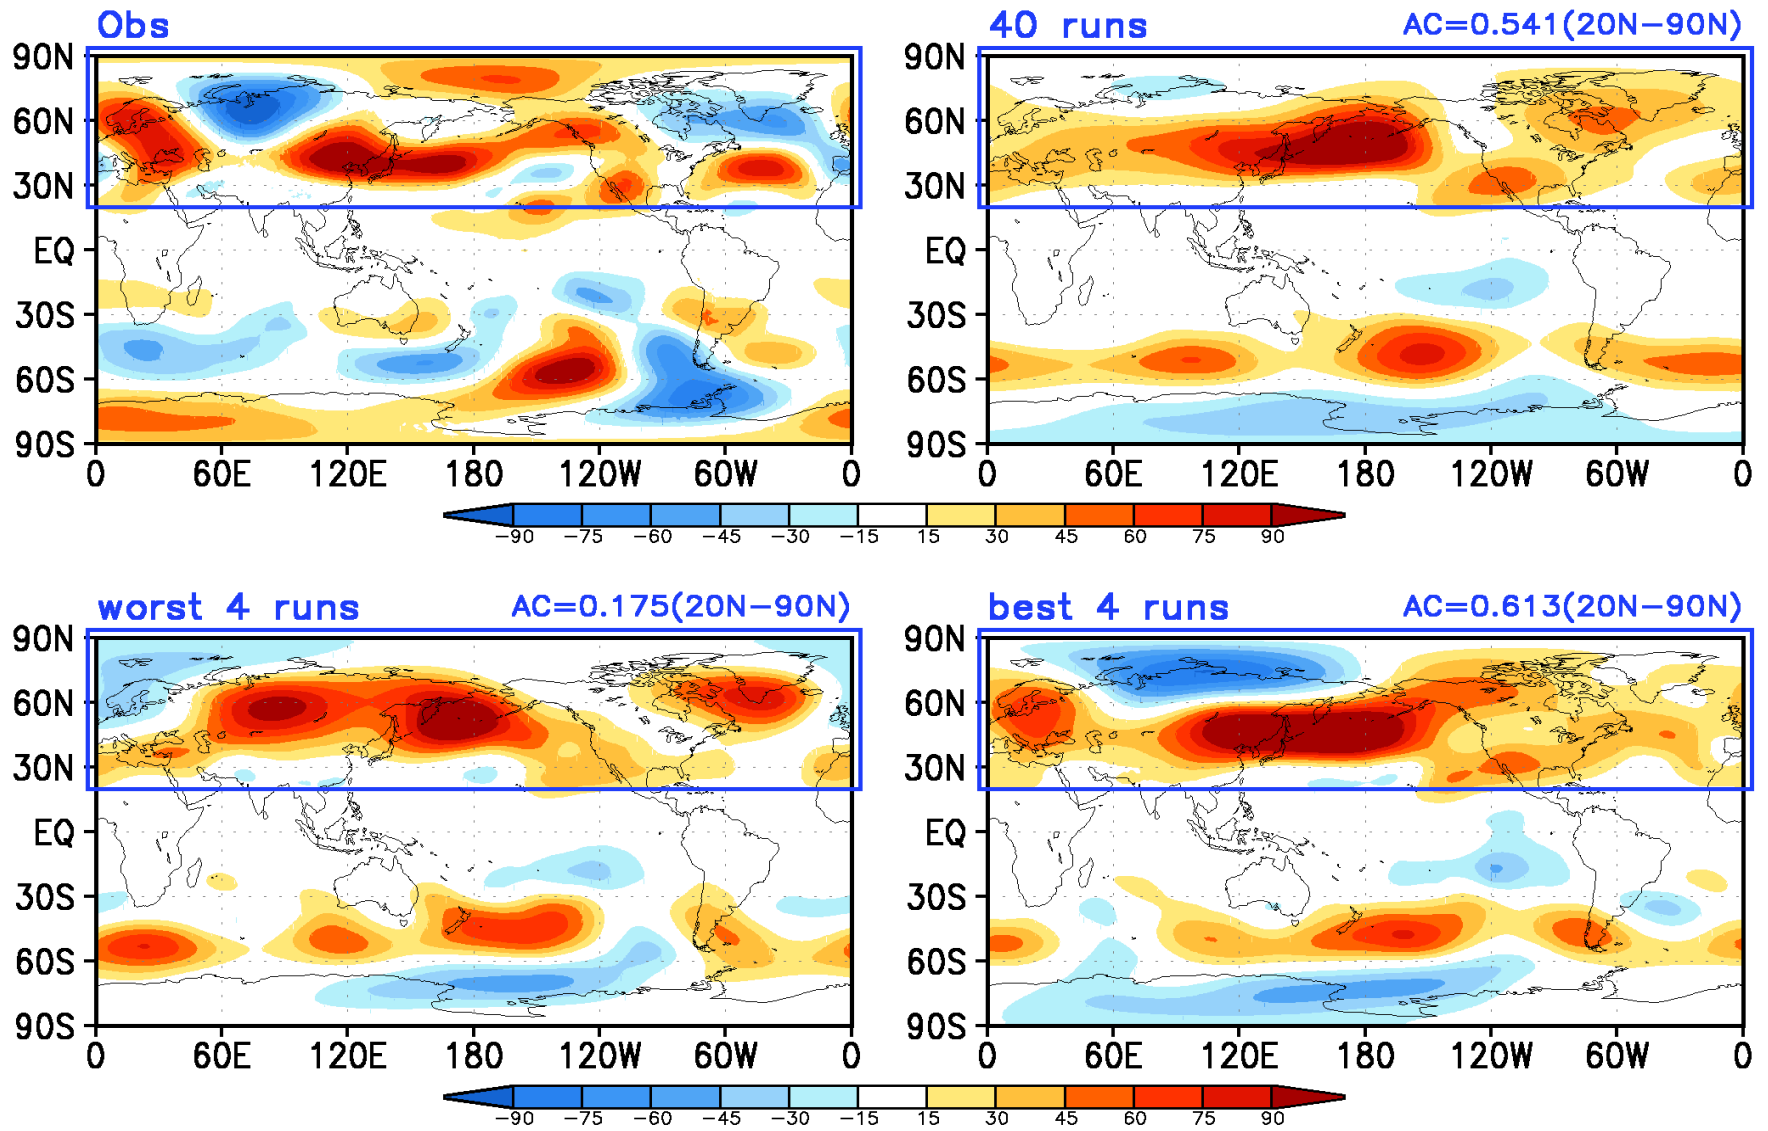 Obs
40 runs AC=0.541(20N−90N)
90N 90N
60N 60N
30N 30N
EQ EQ
30S 30S
60S 60S
90S 90S
0 60E 120E 180 120W 60W 0 0 60E 120E 180 120W 60W 0
−90 −75 −60 −45 −30 −15 15 30 45 60 75 90
worst 4 runs AC=0.175(20N−90N)
best 4 runs AC=0.613(20N−90N)
90N 90N
60N 60N
30N 30N
EQ EQ
30S 30S
60S 60S
90S 90S
0 60E 120E 180 120W 60W 0 0 60E 120E 180 120W 60W 0
−90 −75 −60 −45 −30 −15 15 30 45 60 75 90